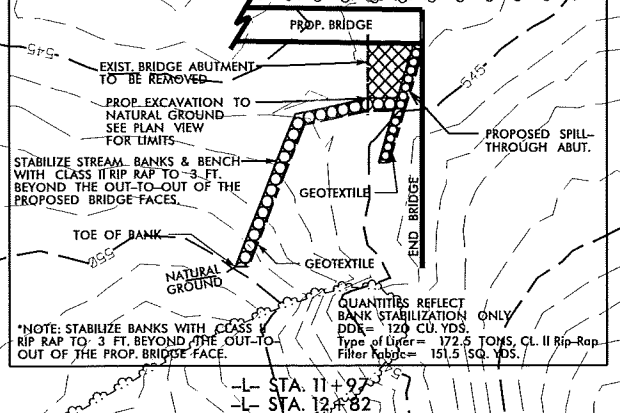 PROP. BRIDGE
545
EXIST. BRIDGE ABUTMENT
TO BE REMOVED
545
PROP. EXCAVATION TO
NATURAL GROUND
SEE PLAN VIEW
FOR LIMITS
PROPOSED SPILL-
THROUGH ABUT.
STABILIZE STREAM BANKS & BENCH
WITH CLASS II RIP RAP TO 3 FT.
BEYOND THE OUT-TO-OUT OF THE
PROPOSED BRIDGE FACES.
GEOTEXTILE
END BRIDGE
TOE OF BANK
550
GEOTEXTILE
NATURAL
GROUND
QUANTITIES REFLECT
BANK STABILIZATION ONLY
DDE= 120 CU. YDS.
Type of Liner= 172.5 TONS, CL. II Rip-Rap
Filter Fabric= 151.5 SQ. YDS.
*NOTE: STABILIZE BANKS WITH CLASS II
RIP RAP TO 3 FT. BEYOND THE OUT-TO-
OUT OF THE PROP. BRIDGE FACE.
-L- STA. 11+97
-L- STA. 12+82